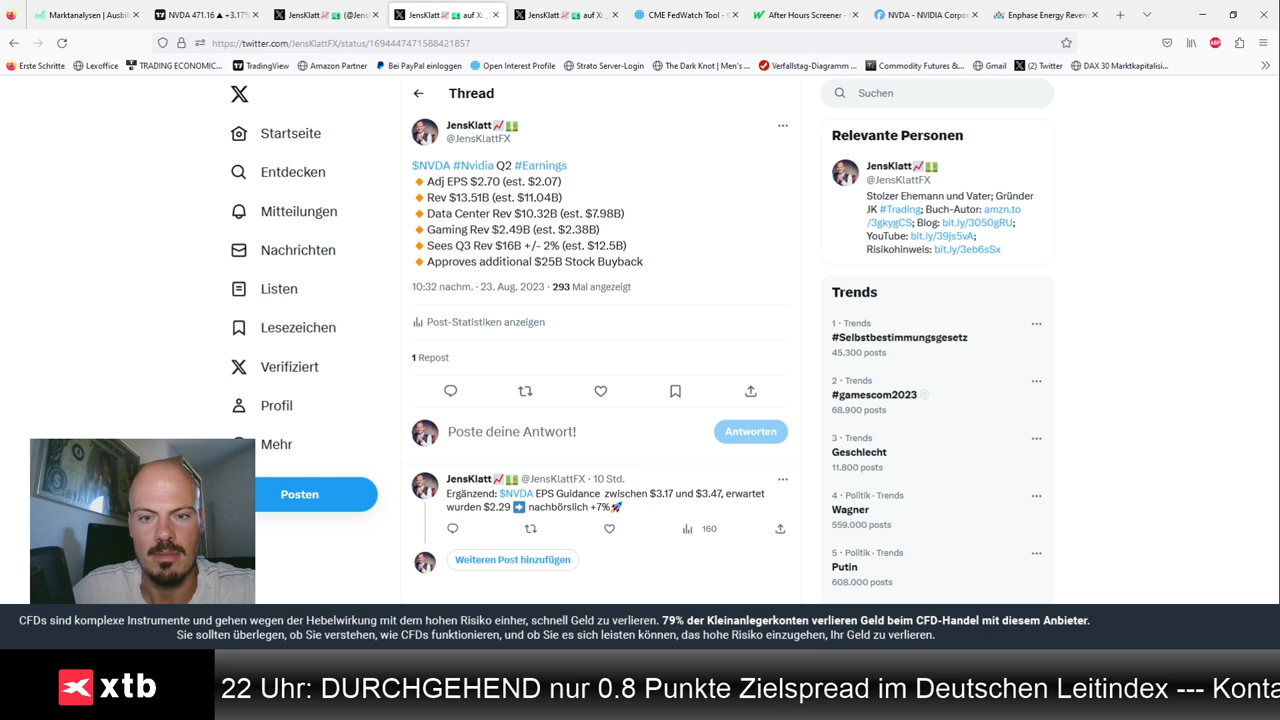 Marktanalysen | Ausbil
NVDA 471.16 ▲ +3.17%
JensKlatt📈💵 (@Jens
JensKlatt📈💵 auf X: „
JensKlatt📈💵 auf X: „
CME FedWatch Tool -
After Hours Screener -
NVDA - NVIDIA Corpo
Enphase Energy Reven
https://twitter.com/JensKlattFX/status/1694447471588421857
Erste Schritte
Lexoffice
TRADING ECONOMIC...
TradingView
Amazon Partner
Bei PayPal einloggen
Open Interest Profile
Strato Server-Login
The Dark Knot | Men's ...
Verfallstag-Diagramm ...
Commodity Futures &...
Gmail
(2) Twitter
DAX 30 Marktkapitalisi...
Startseite
Entdecken
Mitteilungen
Nachrichten
Listen
Lesezeichen
Verifiziert
Profil
Mehr
Posten
Thread
JensKlatt📈💵
@JensKlattFX
$NVDA #Nvidia Q2 #Earnings
🔸Adj EPS $2.70 (est. $2.07)
🔸Rev $13.51B (est. $11.04B)
🔸Data Center Rev $10.32B (est. $7.98B)
🔸Gaming Rev $2.49B (est. $2.38B)
🔸Sees Q3 Rev $16B +/- 2% (est. $12.5B)
🔸Approves additional $25B Stock Buyback
10:32 nachm. · 23. Aug. 2023 · 293 Mal angezeigt
Post-Statistiken anzeigen
1 Repost
Poste deine Antwort!
Antworten
JensKlatt📈💵 @JensKlattFX · 10 Std.
Ergänzend: $NVDA EPS Guidance zwischen $3.17 und $3.47, erwartet
wurden $2.29 ➡️ nachbörslich +7%🚀
160
Weiteren Post hinzufügen
Suchen
Relevante Personen
JensKlatt📈💵
@JensKlattFX
Stolzer Ehemann und Vater; Gründer
JK #Trading; Buch-Autor: amzn.to
/3gkygCS; Blog: bit.ly/3050gRU;
YouTube: bit.ly/39js5vA;
Risikohinweis: bit.ly/3eb6sSx
Trends
1 · Trends
#Selbstbestimmungsgesetz
45.300 posts
2 · Trends
#gamescom2023
68.900 posts
3 · Trends
Geschlecht
11.800 posts
4 · Politik · Trends
Wagner
559.000 posts
5 · Politik · Trends
Putin
608.000 posts
CFDs sind komplexe Instrumente und gehen wegen der Hebelwirkung mit dem hohen Risiko einher, schnell Geld zu verlieren. 79% der Kleinanlegerkonten verlieren Geld beim CFD-Handel mit diesem Anbieter.
Sie sollten überlegen, ob Sie verstehen, wie CFDs funktionieren, und ob Sie es sich leisten können, das hohe Risiko einzugehen, Ihr Geld zu verlieren.
xtb
22 Uhr: DURCHGEHEND nur 0.8 Punkte Zielspread im Deutschen Leitindex --- Konta